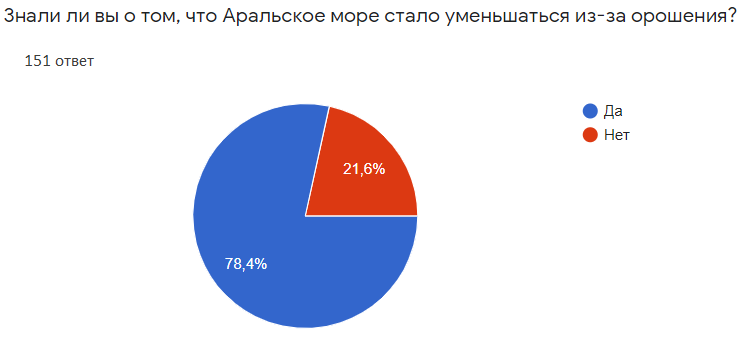 Знали ли вы о том, что Аральское море стало уменьшаться из-за орошения?
151 ответ
Да
Нет
21,6%
78,4%